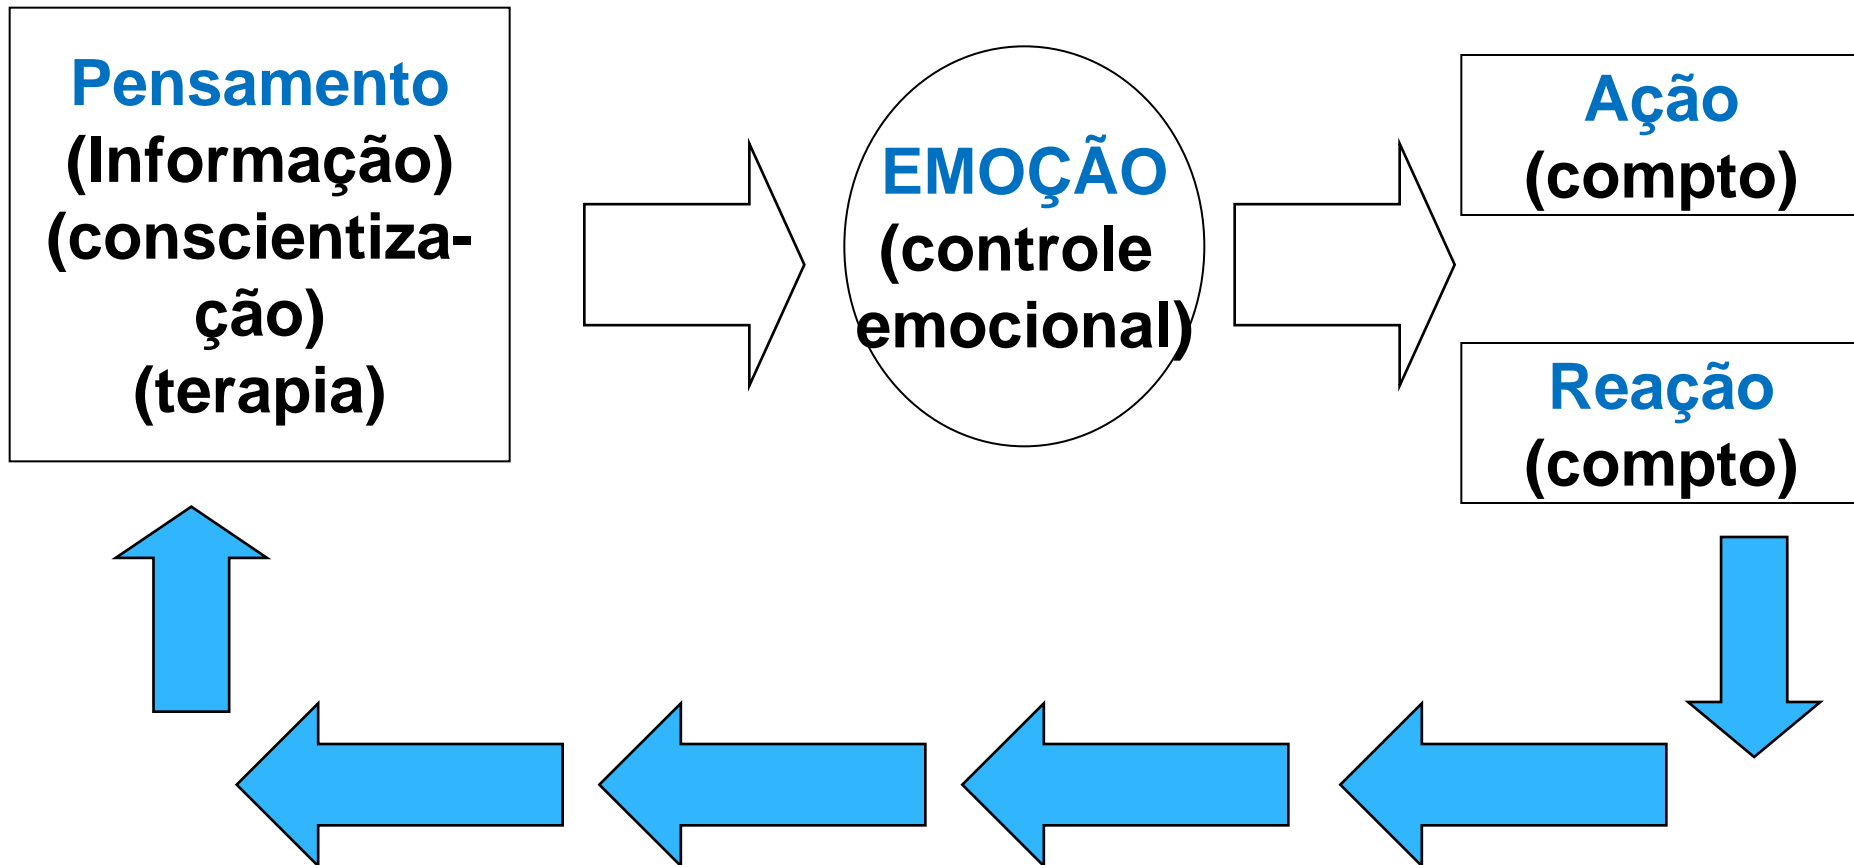 Pensamento
(Informação)
(conscientiza-
ção)
(terapia)
EMOÇÃO
(controle
emocional)
Ação
(compto)
Reação
(compto)